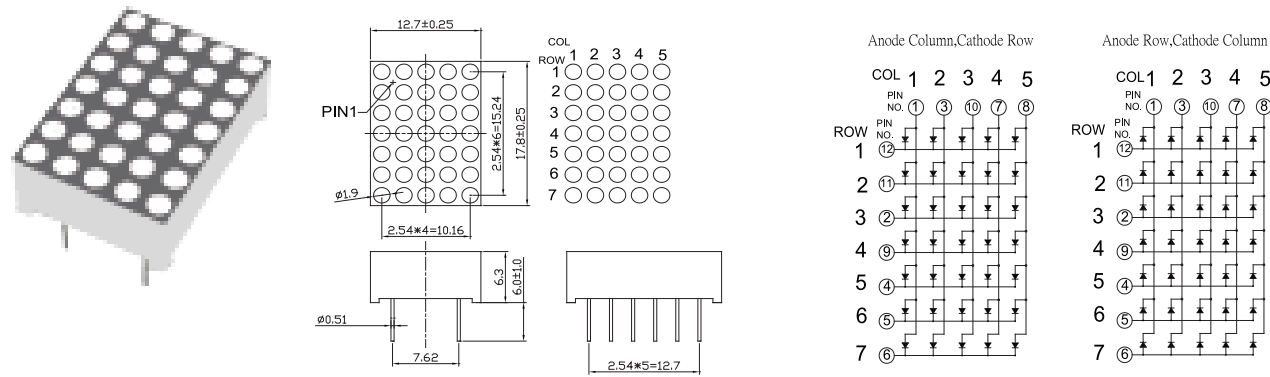 12.7±0.25
COL 1 2 3 4 5
ROW 1
2
3
4
5
6
7
PIN1
2.54*6=15.24
17.8±0.25
ø1.9
2.54*4=10.16
6.3
6.0±1.0
ø0.51
7.62
2.54*5=12.7
Anode Column,Cathode Row
COL 1 2 3 4 5
PIN NO. 1 3 10 7 8
ROW PIN NO.
1 12
2 11
3 2
4 9
5 4
6 5
7 6
Anode Row,Cathode Column
COL 1 2 3 4 5
PIN NO. 1 3 10 7 8
ROW PIN NO.
1 12
2 11
3 2
4 9
5 4
6 5
7 6